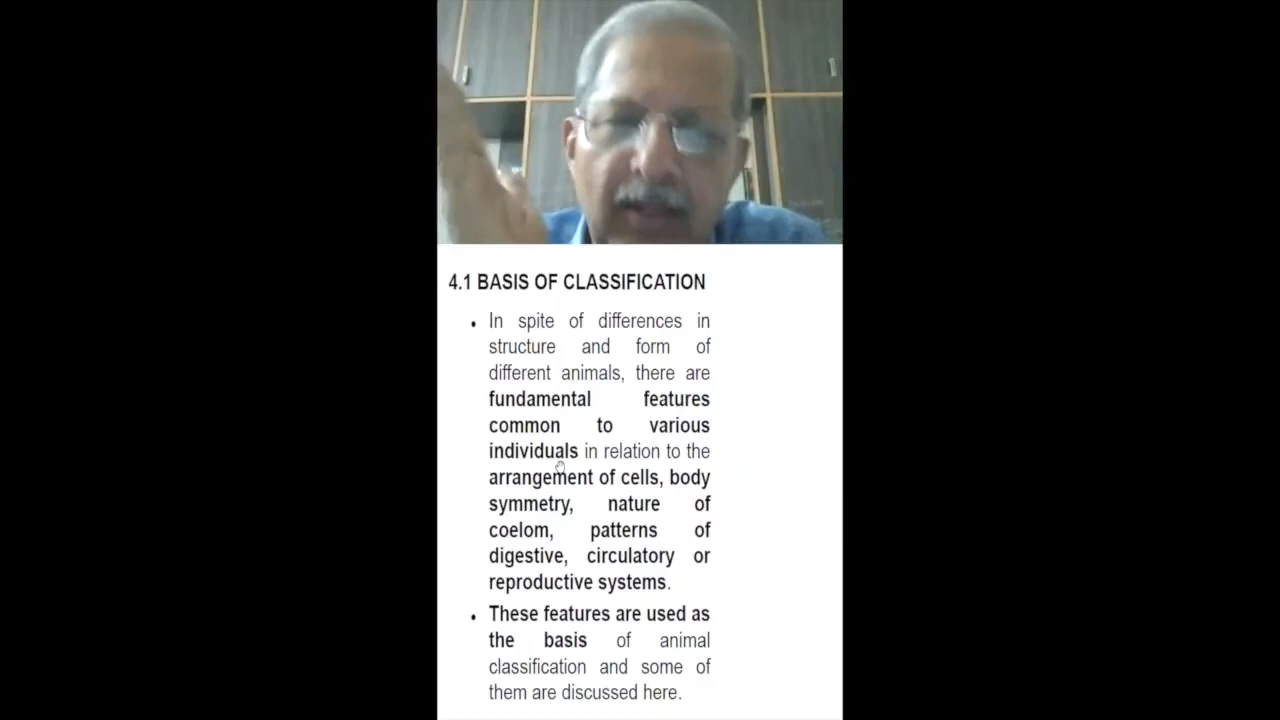 4.1 BASIS OF CLASSIFICATION
• In spite of differences in
structure and form of
different animals, there are
fundamental features
common to various
individuals in relation to the
arrangement of cells, body
symmetry, nature of
coelom, patterns of
digestive, circulatory or
reproductive systems.
• These features are used as
the basis of animal
classification and some of
them are discussed here.